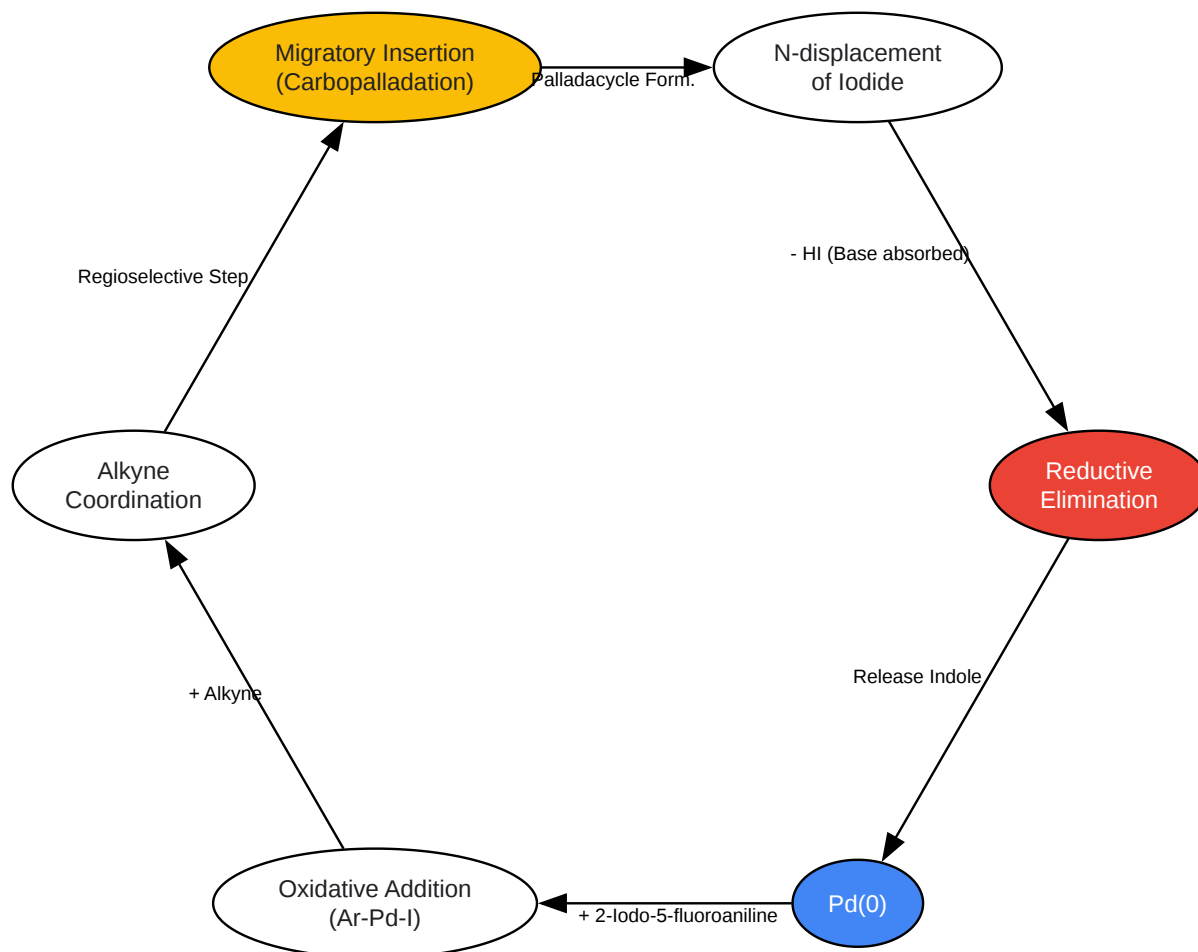 Migratory Insertion
(Carbopalladation)
Palladacycle Form.
N-displacement
of Iodide
- HI (Base absorbed)
Regioselective Step
Alkyne
Coordination
Reductive
Elimination
+ Alkyne
Release Indole
Oxidative Addition
(Ar-Pd-I)
+ 2-Iodo-5-fluoroaniline
Pd(0)